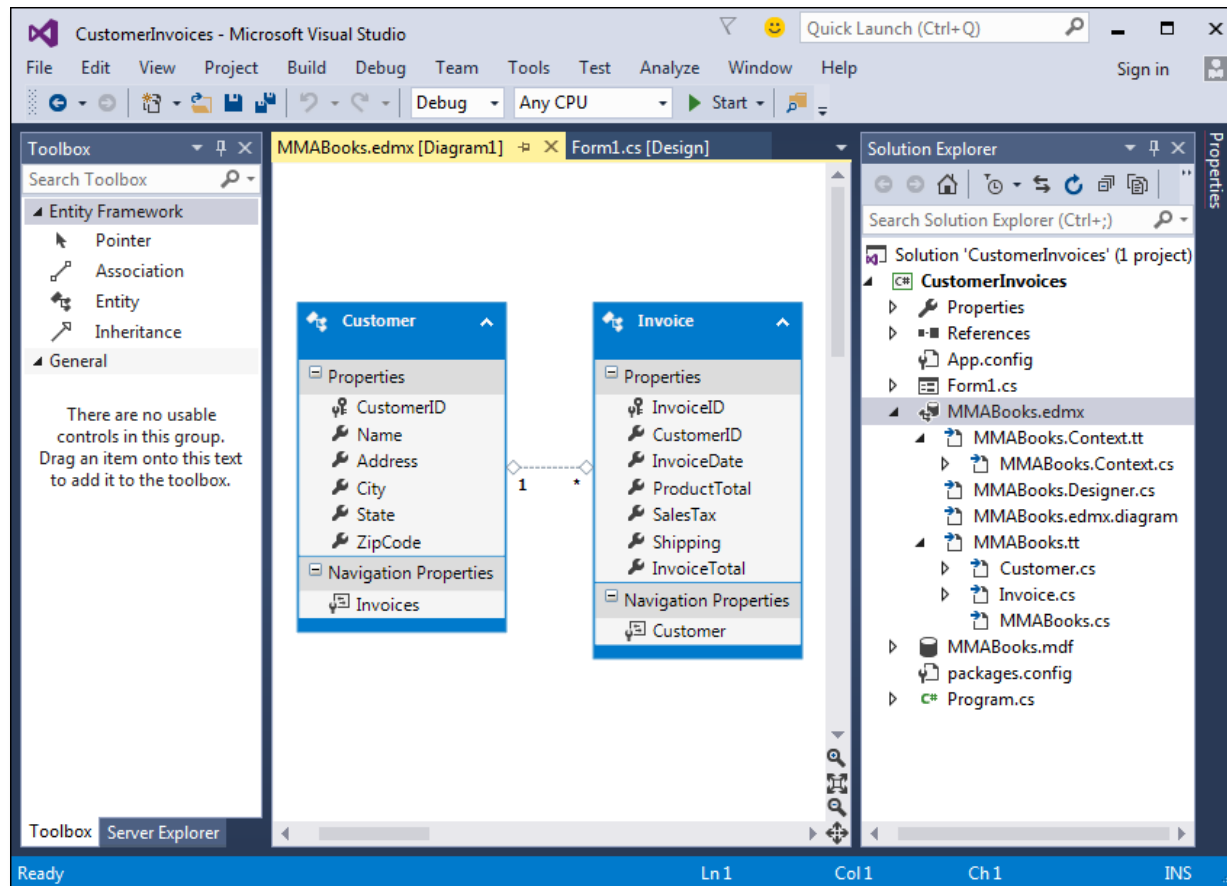 CustomerInvoices - Microsoft Visual Studio
Quick Launch (Ctrl+Q)
File Edit View Project Build Debug Team Tools Test Analyze Window Help
Sign in
Debug Any CPU Start
Toolbox
Search Toolbox
Entity Framework
Pointer
Association
Entity
Inheritance
General
There are no usable
controls in this group.
Drag an item onto this text
to add it to the toolbox.
Toolbox Server Explorer
MMABooks.edmx [Diagram1] Form1.cs [Design]
Customer
Properties
CustomerID
Name
Address
City
State
ZipCode
Navigation Properties
Invoices
1 *
Invoice
Properties
InvoiceID
CustomerID
InvoiceDate
ProductTotal
SalesTax
Shipping
InvoiceTotal
Navigation Properties
Customer
Solution Explorer
Search Solution Explorer (Ctrl+;)
Solution 'CustomerInvoices' (1 project)
C# CustomerInvoices
Properties
References
App.config
Form1.cs
MMABooks.edmx
MMABooks.Context.tt
MMABooks.Context.cs
MMABooks.Designer.cs
MMABooks.edmx.diagram
MMABooks.tt
Customer.cs
Invoice.cs
MMABooks.cs
MMABooks.mdf
packages.config
C# Program.cs
Properties
Ready Ln 1 Col 1 Ch 1 INS